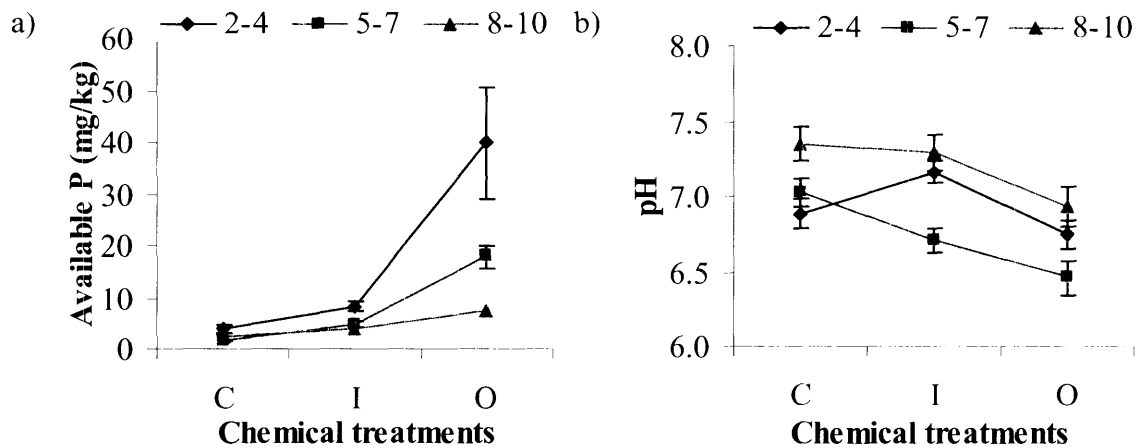 a)
2-4 5-7 8-10
60
50
40
30
20
10
0
Available P (mg/kg)
C I O
Chemical treatments
b)
2-4 5-7 8-10
8.0
7.5
7.0
6.5
6.0
pH
C I O
Chemical treatments